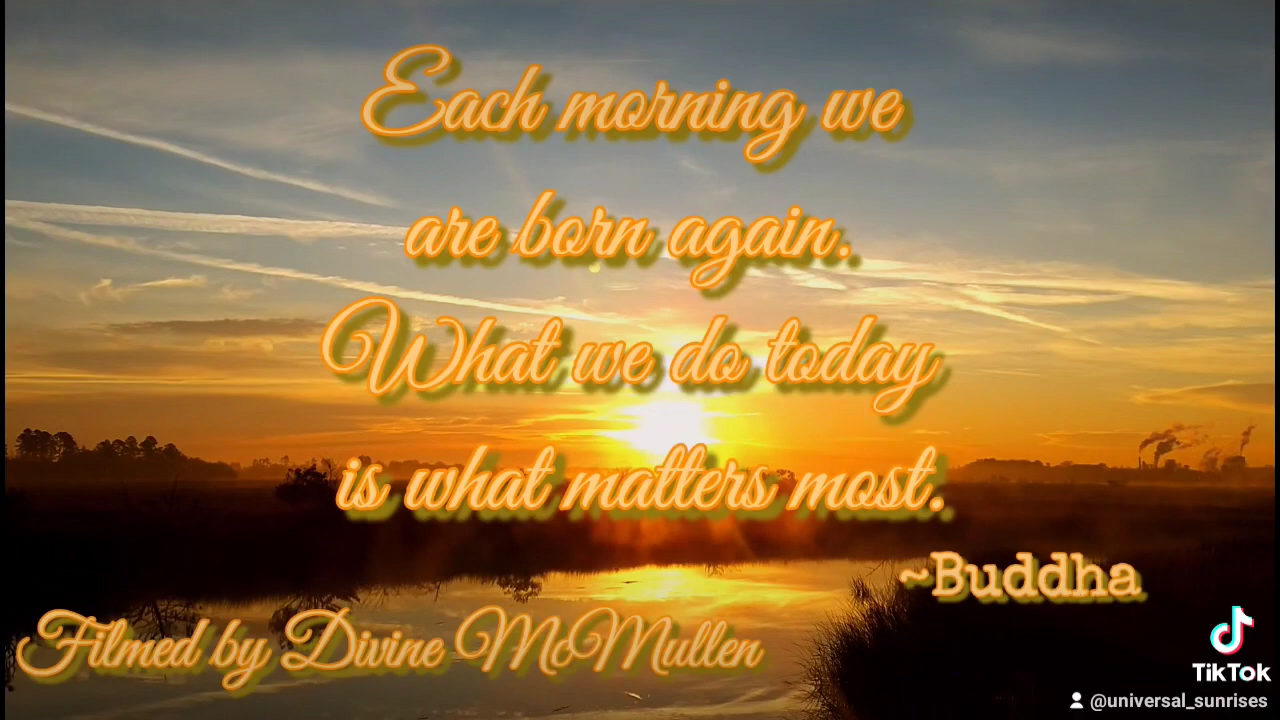 Each morning we
are born again.
What we do today
is what matters most.
~Buddha
Filmed by Divine McMullen
TikTok
@universal_sunrises